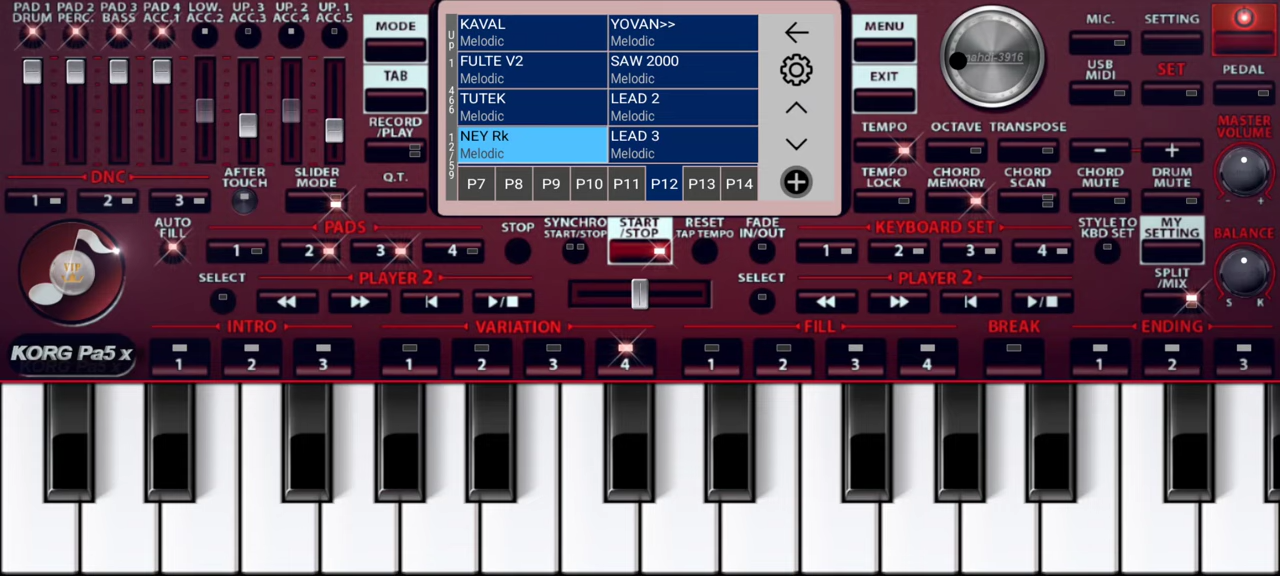 PAD 1 PAD 2 PAD 3 PAD 4 LOW. UP. 3 UP. 2 UP. 1
DRUM PERC. BASS ACC.1 ACC.2 ACC.3 ACC.4 ACC.5
MODE
TAB
RECORD
/PLAY
Q.T.
DNC
1 2 3
AFTER
TOUCH
SLIDER
MODE
Up
1
466
12/59
KAVAL
Melodic
YOVAN>>
Melodic
FULTE V2
Melodic
SAW 2000
Melodic
TUTEK
Melodic
LEAD 2
Melodic
NEY Rk
Melodic
LEAD 3
Melodic
P7 P8 P9 P10 P11 P12 P13 P14
MENU
EXIT
MIC.
SETTING
USB
MIDI
SET
PEDAL
TEMPO
OCTAVE TRANSPOSE
- +
TEMPO
LOCK
CHORD
MEMORY
CHORD
SCAN
CHORD
MUTE
DRUM
MUTE
MASTER
VOLUME
- +
AUTO
FILL
PADS
1 2 3 4
STOP
SYNCHRO
START/STOP
START
/STOP
RESET
TAP TEMPO
FADE
IN/OUT
KEYBOARD SET
1 2 3 4
STYLE TO
KBD SET
MY
SETTING
BALANCE
S K
VIP
SELECT
PLAYER 2
SELECT
PLAYER 2
SPLIT
/MIX
KORG Pa5 x
INTRO
1 2 3
VARIATION
1 2 3 4
FILL
1 2 3 4
BREAK
ENDING
1 2 3